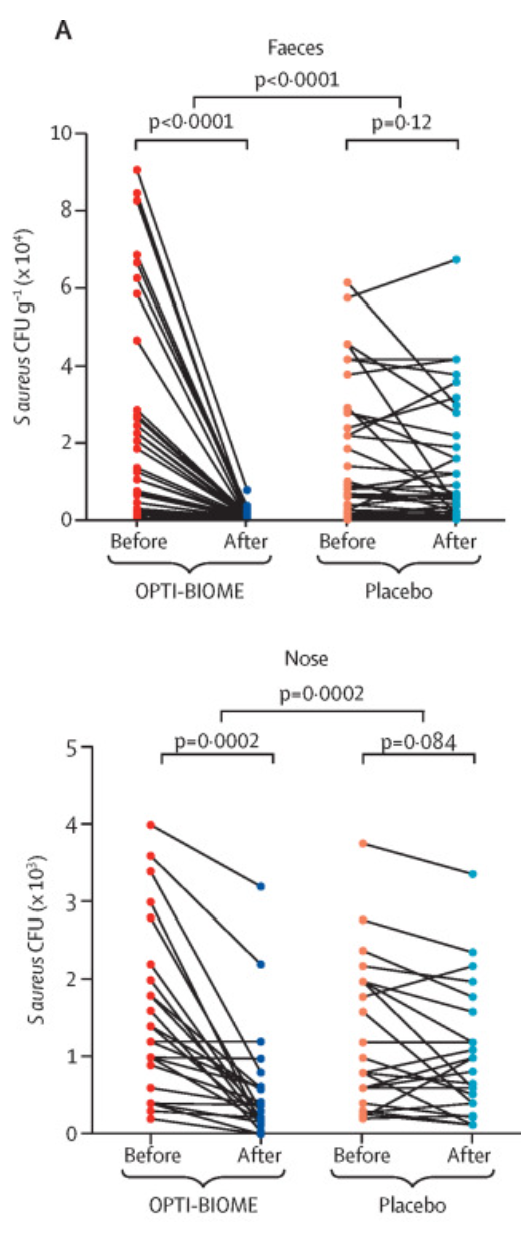 A
Faeces
p<0·0001
p<0·0001 p=0·12
10
8
6
4
2
0
S aureus CFU g⁻¹ (x 10⁴)
Before After Before After
OPTI-BIOME Placebo
Nose
p=0·0002
p=0·0002 p=0·084
5
4
3
2
1
0
S aureus CFU (x 10³)
Before After Before After
OPTI-BIOME Placebo